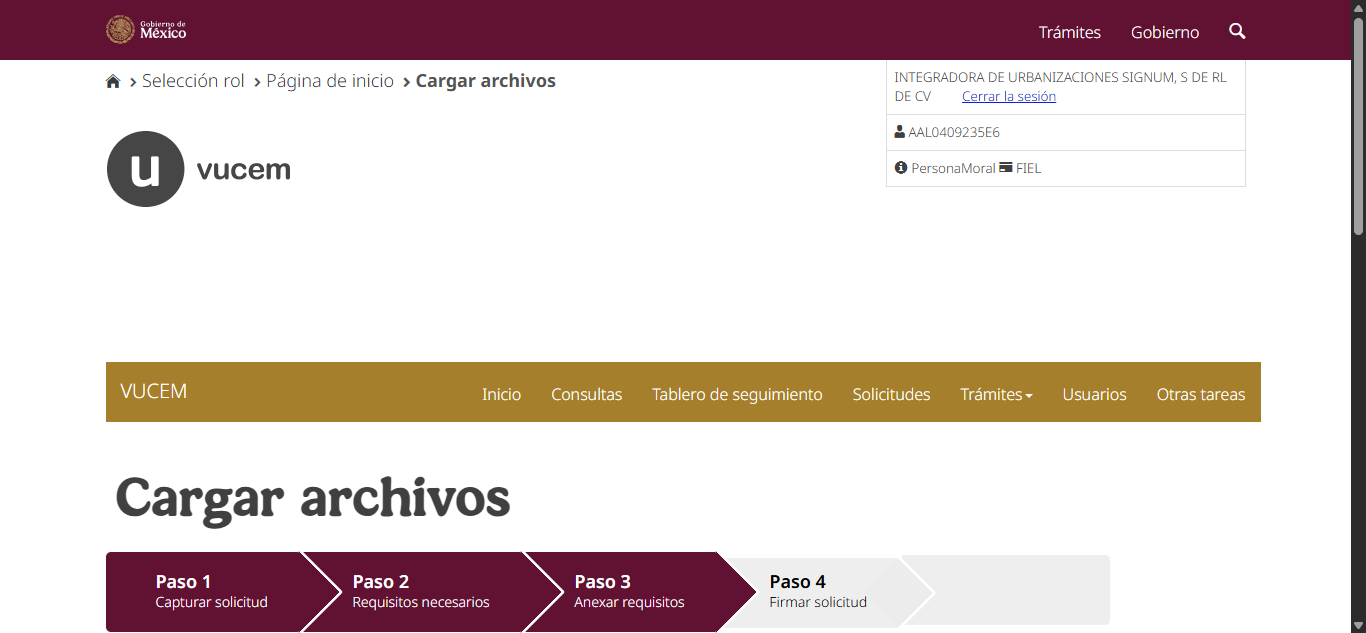 Gobierno de
México
Trámites Gobierno
Selección rol Página de inicio Cargar archivos
INTEGRADORA DE URBANIZACIONES SIGNUM, S DE RL
DE CV Cerrar la sesión
AAL0409235E6
PersonaMoral FIEL
u vucem
VUCEM Inicio Consultas Tablero de seguimiento Solicitudes Trámites Usuarios Otras tareas
Cargar archivos
Paso 1 Paso 2 Paso 3 Paso 4
Capturar solicitud Requisitos necesarios Anexar requisitos Firmar solicitud